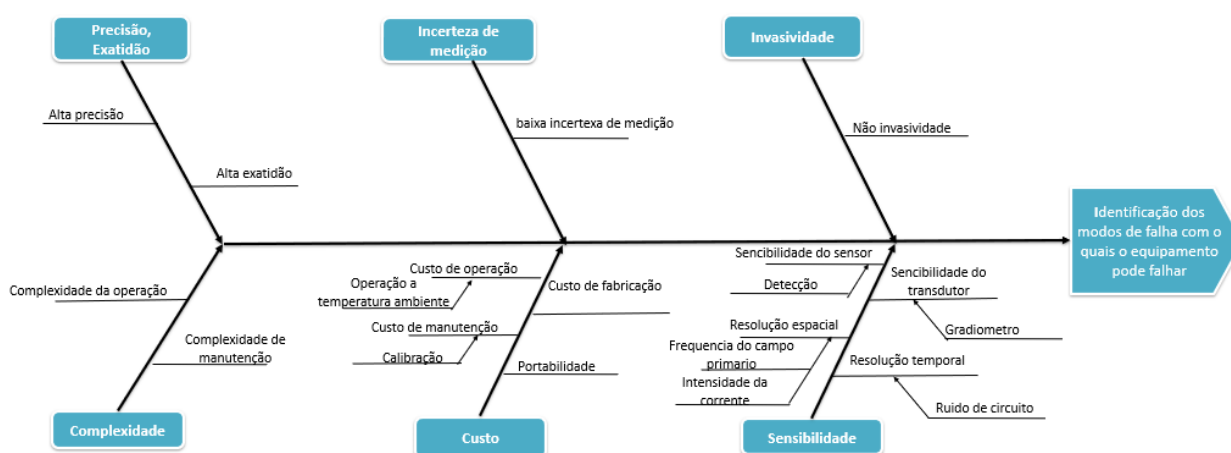 Precisão,
Exatidão
Incerteza de
medição
Invasividade
Alta precisão
baixa incertexa de medição
Não invasividade
Alta exatidão
Identificação dos
modos de falha com o
quais o equipamento
pode falhar
Sencibilidade do sensor
Custo de operação
Sencibilidade do
transdutor
Complexidade da operação
Operação a
temperatura ambiente
Custo de fabricação
Detecção
Custo de manutenção
Resolução espacial
Gradiometro
Complexidade de
manutenção
Calibração
Portabilidade
Frequencia do campo
primario
Resolução temporal
Intensidade da
corrente
Ruido de circuito
Complexidade
Custo
Sensibilidade